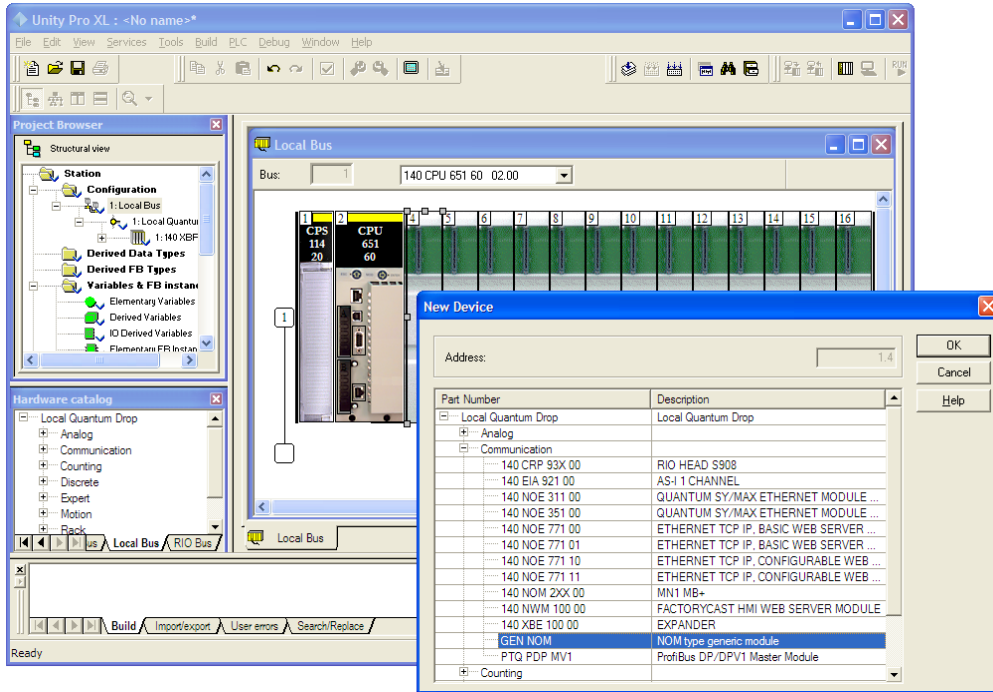 Unity Pro XL : <No name>*
File Edit View Services Tools Build PLC Debug Window Help
RUN
Project Browser
Structural view
Station
Configuration
1: Local Bus
1: Local Quantu
1: 140 XBF
Derived Data Types
Derived FB Types
Variables & FB instan
Elementary Variables
Derived Variables
IO Derived Variables
Elementary FB Instan
Hardware catalog
Local Quantum Drop
Analog
Communication
Counting
Discrete
Expert
Motion
Rack
us Local Bus RIO Bus
Local Bus
Bus: 1 140 CPU 651 60 02.00
1 2 4 5 6 7 8 9 10 11 12 13 14 15 16
CPS 114 20
CPU 651 60
1
Local Bus
New Device
Address: 1.4
OK
Cancel
Help
Part Number Description
Local Quantum Drop Local Quantum Drop
Analog
Communication
140 CRP 93X 00 RIO HEAD S908
140 EIA 921 00 AS-I 1 CHANNEL
140 NOE 311 00 QUANTUM SY/MAX ETHERNET MODULE ...
140 NOE 351 00 QUANTUM SY/MAX ETHERNET MODULE ...
140 NOE 771 00 ETHERNET TCP IP, BASIC WEB SERVER ...
140 NOE 771 01 ETHERNET TCP IP, BASIC WEB SERVER ...
140 NOE 771 10 ETHERNET TCP IP, CONFIGURABLE WEB ...
140 NOE 771 11 ETHERNET TCP IP, CONFIGURABLE WEB ...
140 NOM 2XX 00 MN1 MB+
140 NWM 100 00 FACTORYCAST HMI WEB SERVER MODULE
140 XBE 100 00 EXPANDER
GEN NOM NOM type generic module
PTQ PDP MV1 ProfiBus DP/DPV1 Master Module
Counting
Build Import/export User errors Search/Replace
Ready